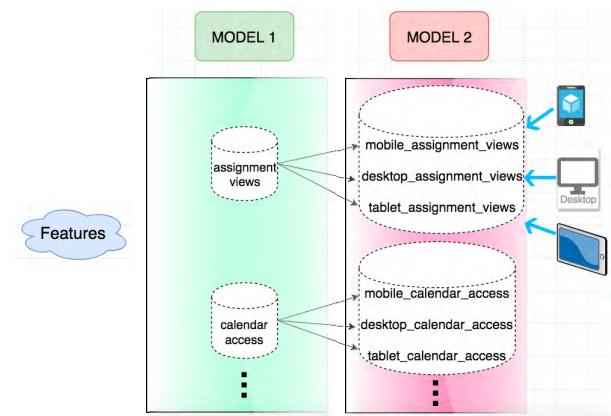 MODEL 1
MODEL 2
mobile_assignment_views
assignment
views
desktop_assignment_views
Desktop
tablet_assignment_views
Features
mobile_calendar_access
calendar
access
desktop_calendar_access
tablet_calendar_access